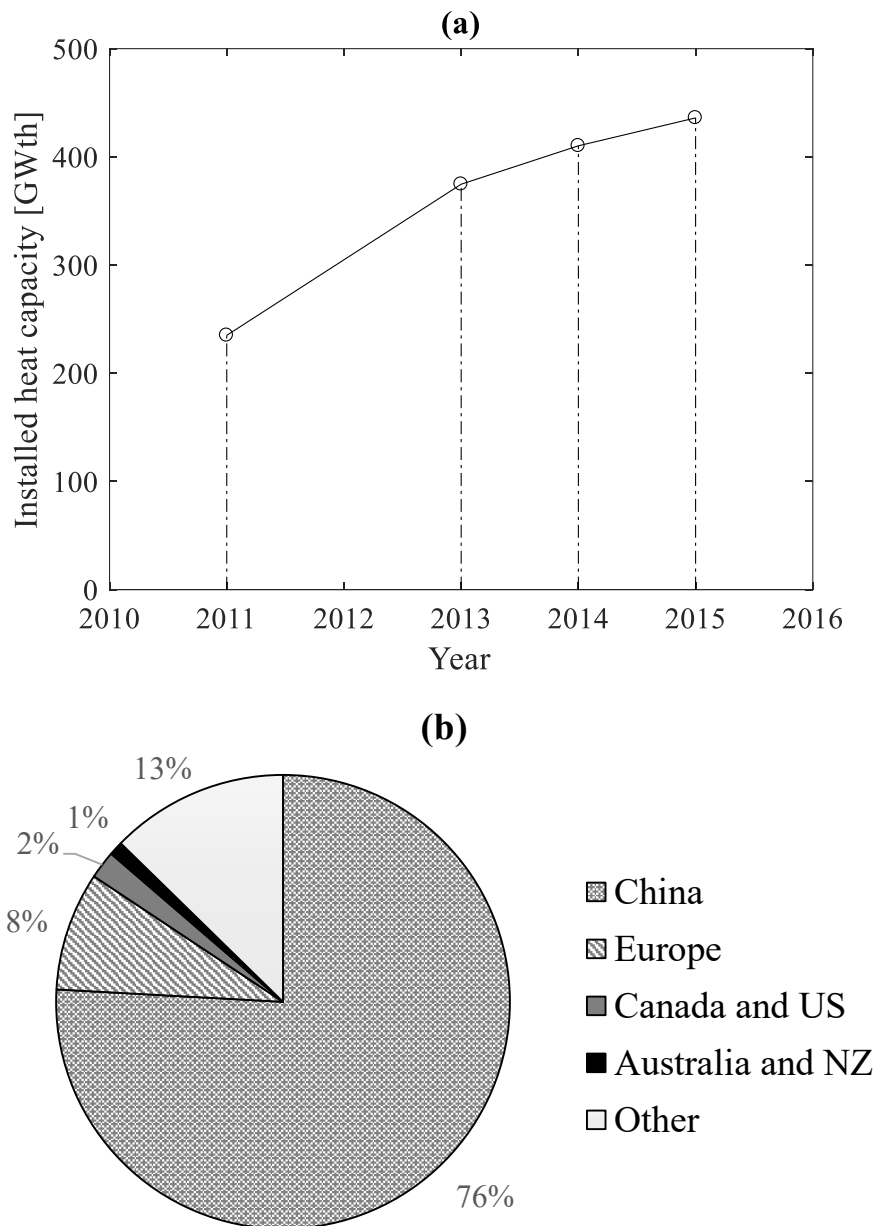 (a)
500
400
300
200
100
0
Installed heat capacity [GWth]
2010 2011 2012 2013 2014 2015 2016
Year
(b)
13%
1%
2%
8%
76%
China
Europe
Canada and US
Australia and NZ
Other